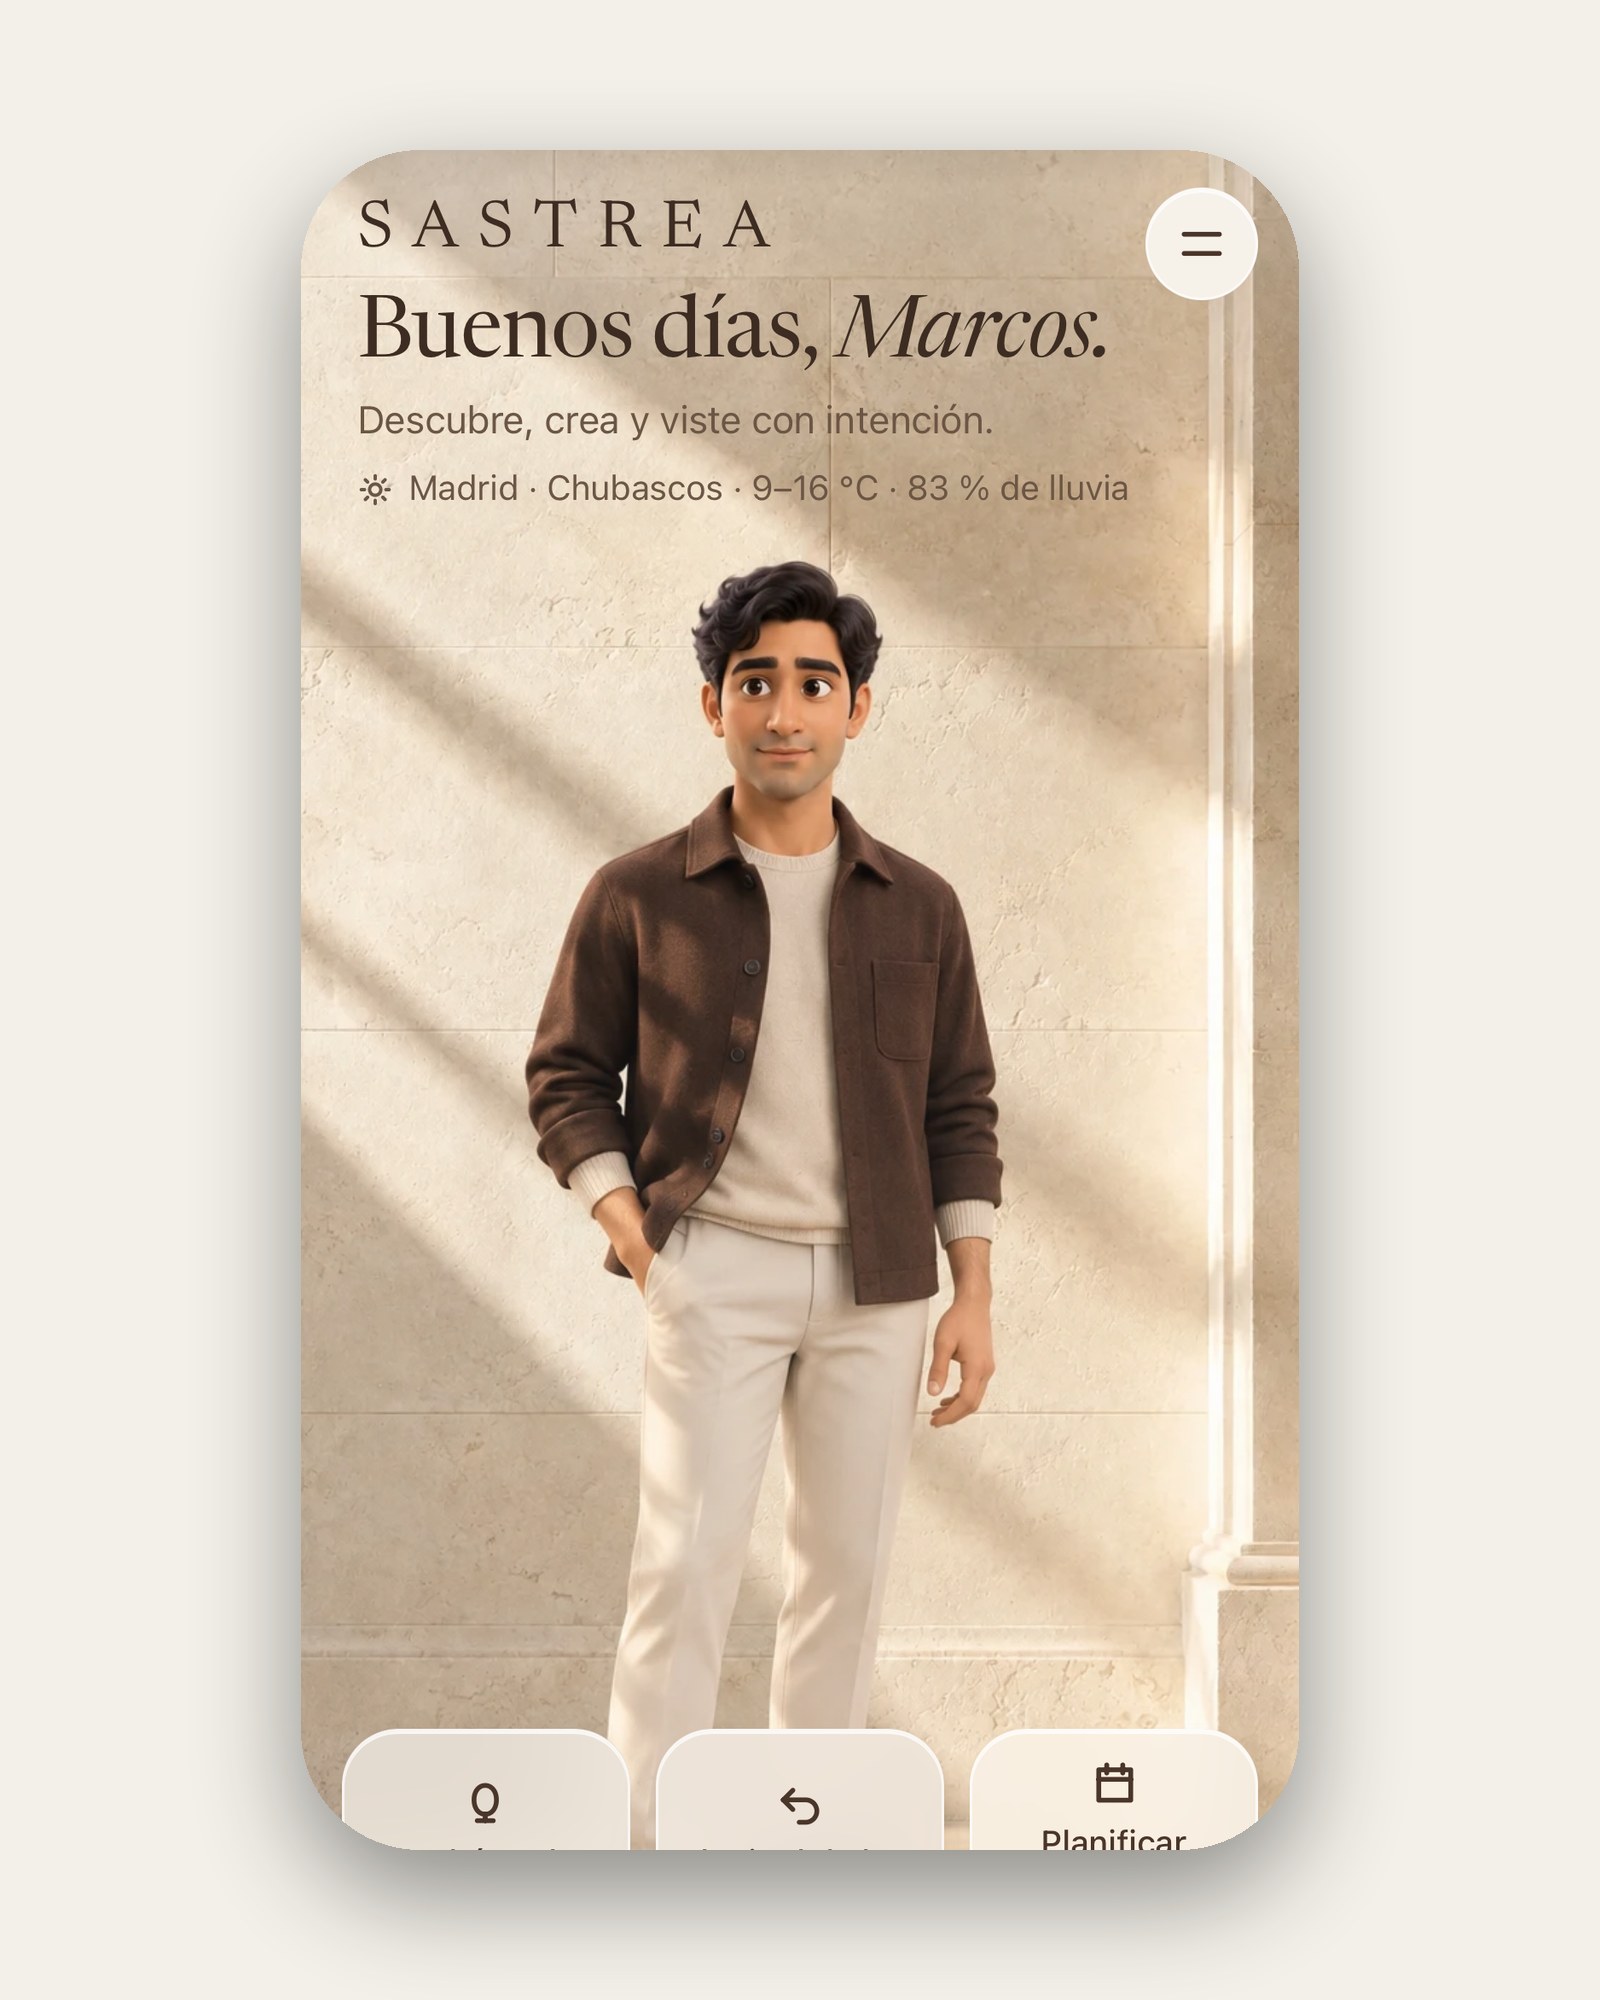 SASTREA
Buenos días, Marcos.
Descubre, crea y viste con intención.
Madrid · Chubascos · 9–16 °C · 83 % de lluvia
Planificar